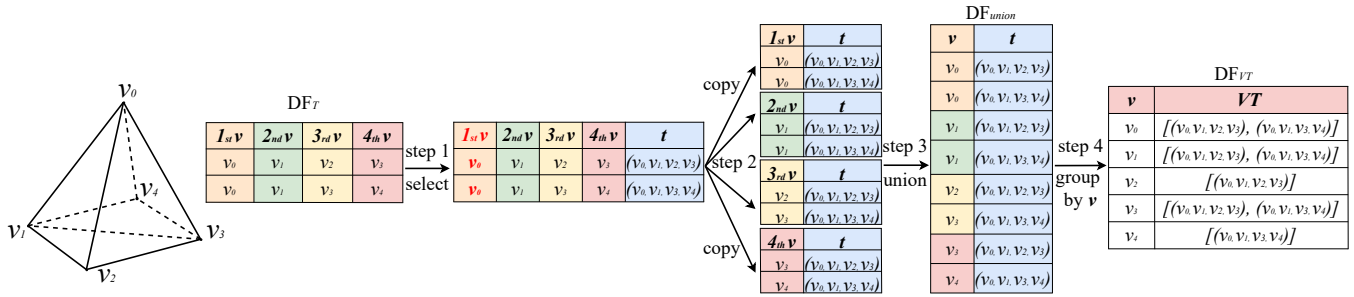 v₀
v₁
v₂
v₃
v₄
DF_T
1st v 2nd v 3rd v 4th v
v₀ v₁ v₂ v₃
v₀ v₁ v₃ v₄
step 1
select
1st v 2nd v 3rd v 4th v t
v₀ v₁ v₂ v₃ (v₀, v₁, v₂, v₃)
v₀ v₁ v₃ v₄ (v₀, v₁, v₃, v₄)
copy
step 2
copy
1st v t
v₀ (v₀, v₁, v₂, v₃)
v₀ (v₀, v₁, v₃, v₄)
2nd v t
v₁ (v₀, v₁, v₂, v₃)
v₁ (v₀, v₁, v₃, v₄)
3rd v t
v₂ (v₀, v₁, v₂, v₃)
v₃ (v₀, v₁, v₃, v₄)
4th v t
v₃ (v₀, v₁, v₂, v₃)
v₄ (v₀, v₁, v₃, v₄)
step 3
union
DF_union
v t
v₀ (v₀, v₁, v₂, v₃)
v₀ (v₀, v₁, v₃, v₄)
v₁ (v₀, v₁, v₂, v₃)
v₁ (v₀, v₁, v₃, v₄)
v₂ (v₀, v₁, v₂, v₃)
v₃ (v₀, v₁, v₃, v₄)
v₃ (v₀, v₁, v₂, v₃)
v₄ (v₀, v₁, v₃, v₄)
step 4
group
by v
DF_VT
v VT
v₀ [(v₀, v₁, v₂, v₃), (v₀, v₁, v₃, v₄)]
v₁ [(v₀, v₁, v₂, v₃), (v₀, v₁, v₃, v₄)]
v₂ [(v₀, v₁, v₂, v₃)]
v₃ [(v₀, v₁, v₂, v₃), (v₀, v₁, v₃, v₄)]
v₄ [(v₀, v₁, v₃, v₄)]